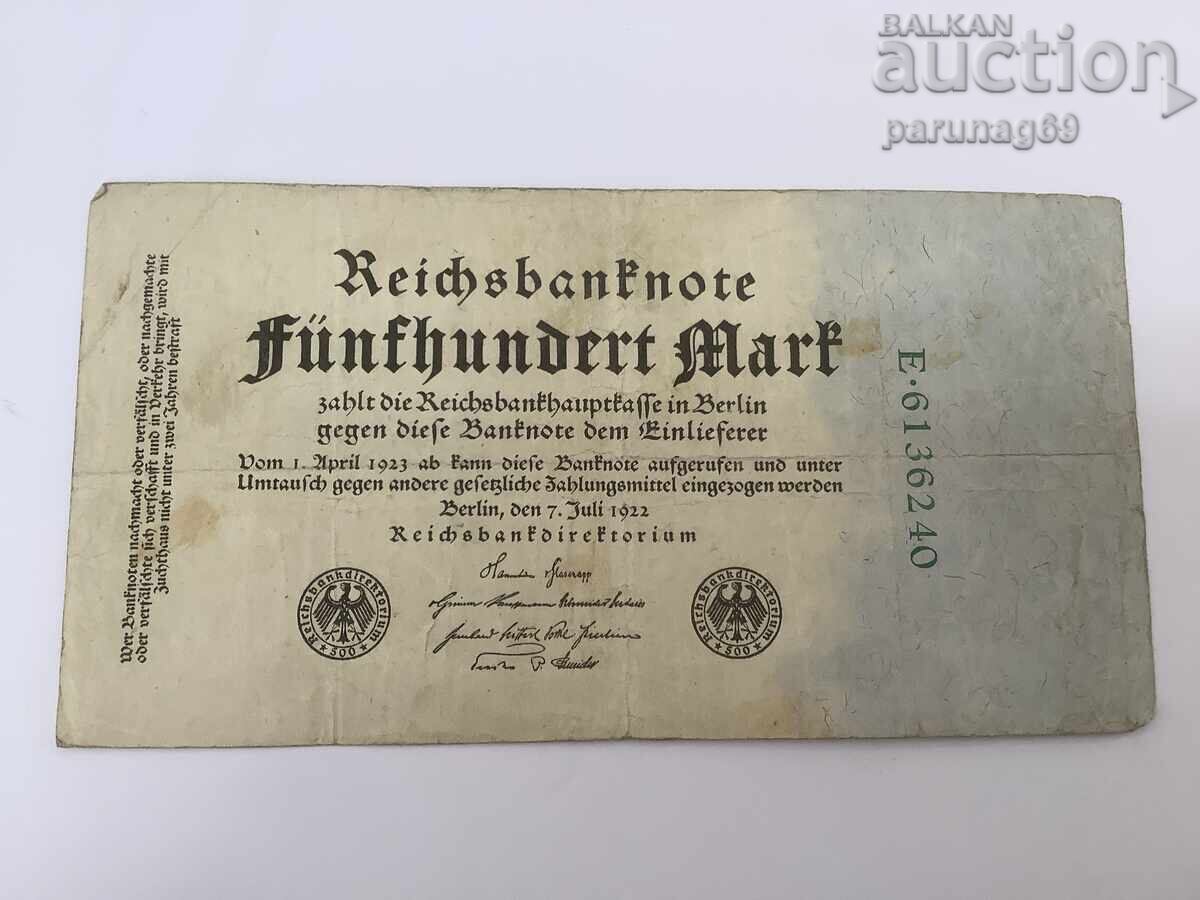 BALKAN
auction
parunag69
Reichsbanknote
Fünfhundert Mark
zahlt die Reichsbankhauptkasse in Berlin
gegen diese Banknote dem Einlieferer
Vom 1. April 1923 ab kann diese Banknote aufgerufen und unter
Umtausch gegen andere gesetzliche Zahlungsmittel eingezogen werden
Berlin, den 7. Juli 1922
Reichsbankdirektorium
Reichsbankdirektorium
500
Reichsbankdirektorium
500
Wer Banknoten nachmacht oder verfälscht, oder nachgemachte
oder verfälschte sich verschafft und in Verkehr bringt, wird mit
Zuchthaus nicht unter zwei Jahren bestraft
E·6136240